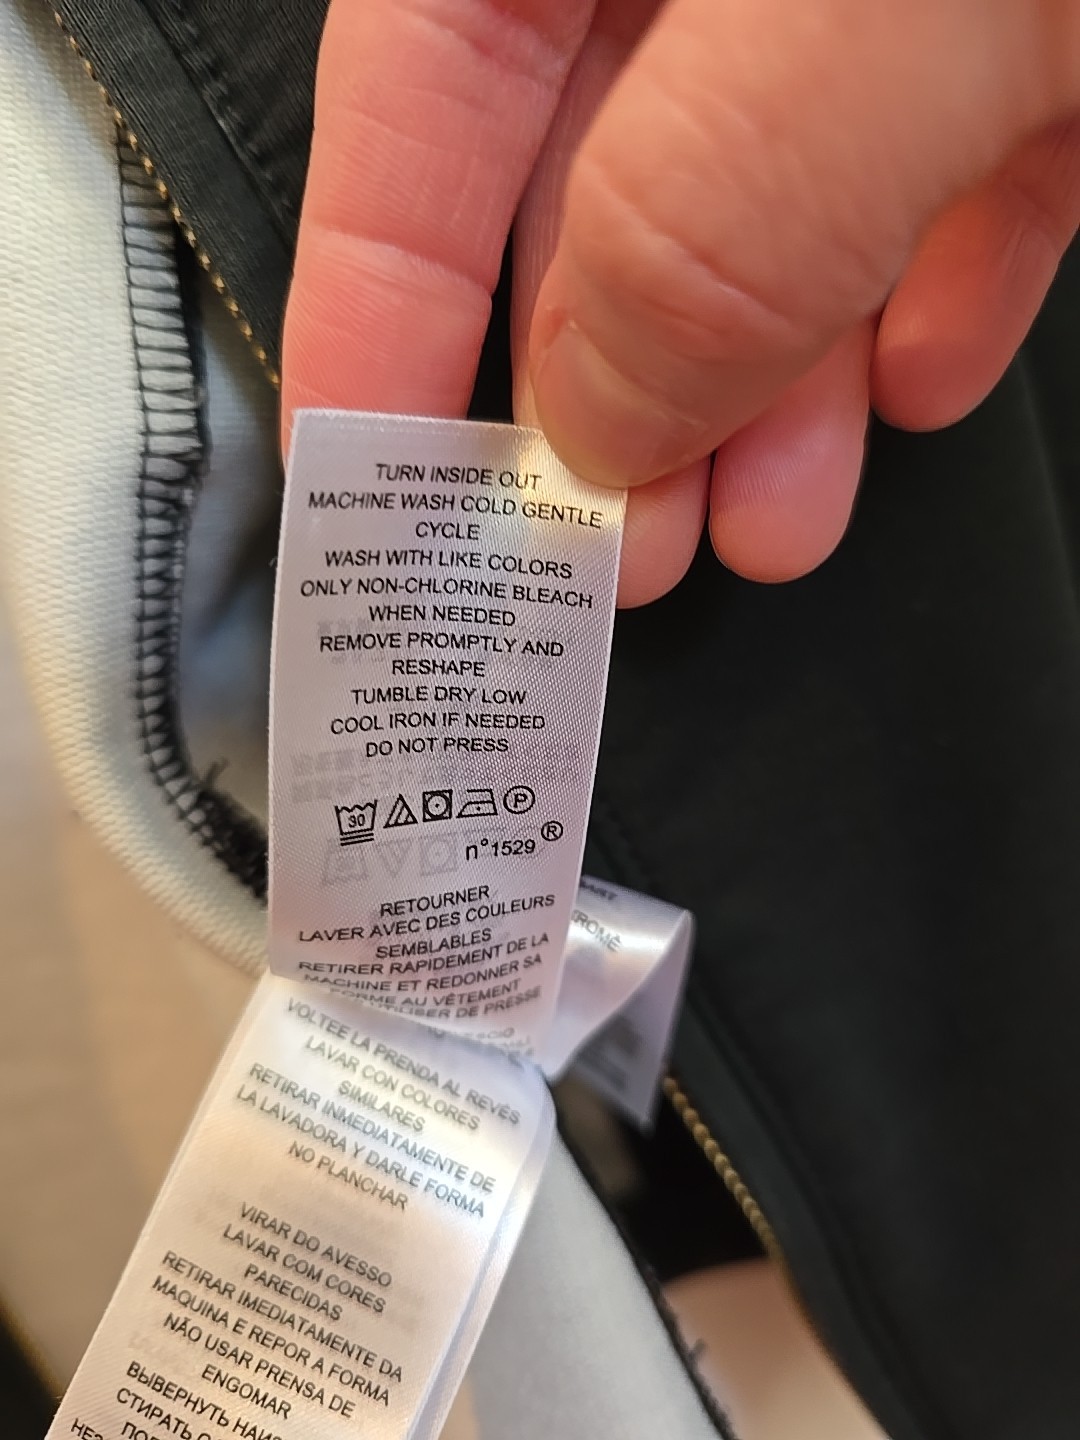 TURN INSIDE OUT
MACHINE WASH COLD GENTLE
CYCLE
WASH WITH LIKE COLORS
ONLY NON-CHLORINE BLEACH
WHEN NEEDED
REMOVE PROMPTLY AND
RESHAPE
TUMBLE DRY LOW
COOL IRON IF NEEDED
DO NOT PRESS
30 P
n°1529 ®
RETOURNER
LAVER AVEC DES COULEURS
SEMBLABLES
RETIRER RAPIDEMENT DE LA
MACHINE ET REDONNER SA
FORME AU VÊTEMENT
UTILISER DE PRESSE
VOLTEE LA PRENDA AL REVÉS
LAVAR CON COLORES
SIMILARES
RETIRAR INMEDIATAMENTE DE
LA LAVADORA Y DARLE FORMA
NO PLANCHAR
VIRAR DO AVESSO
LAVAR COM CORES
PARECIDAS
RETIRAR IMEDIATAMENTE DA
MAQUINA E REPOR A FORMA
NÃO USAR PRENSA DE
ENGOMAR
ВЫВЕРНУТЬ
СТИРАТЬ